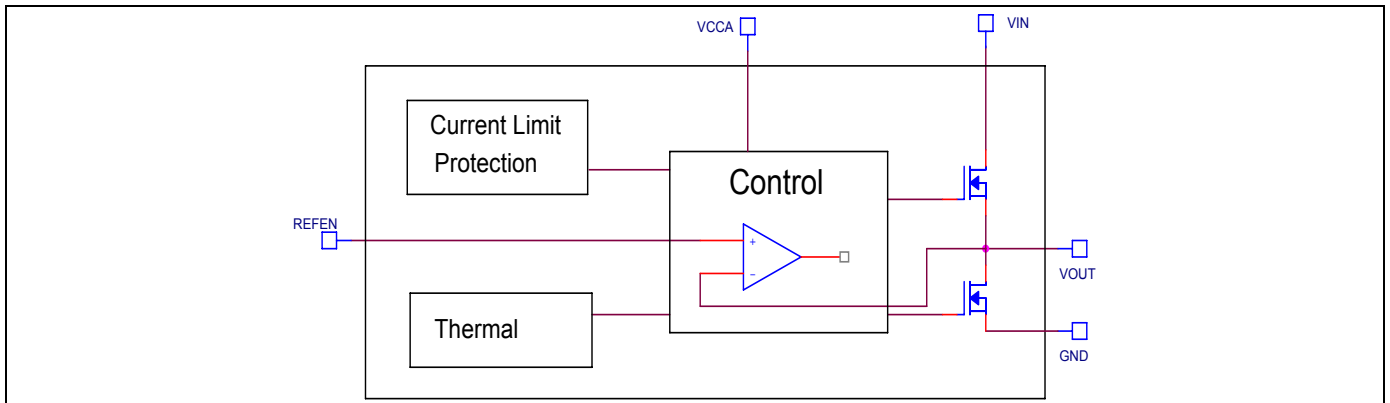 VCCA
VIN
Current Limit
Protection
Control
REFEN
+
−
VOUT
Thermal
GND